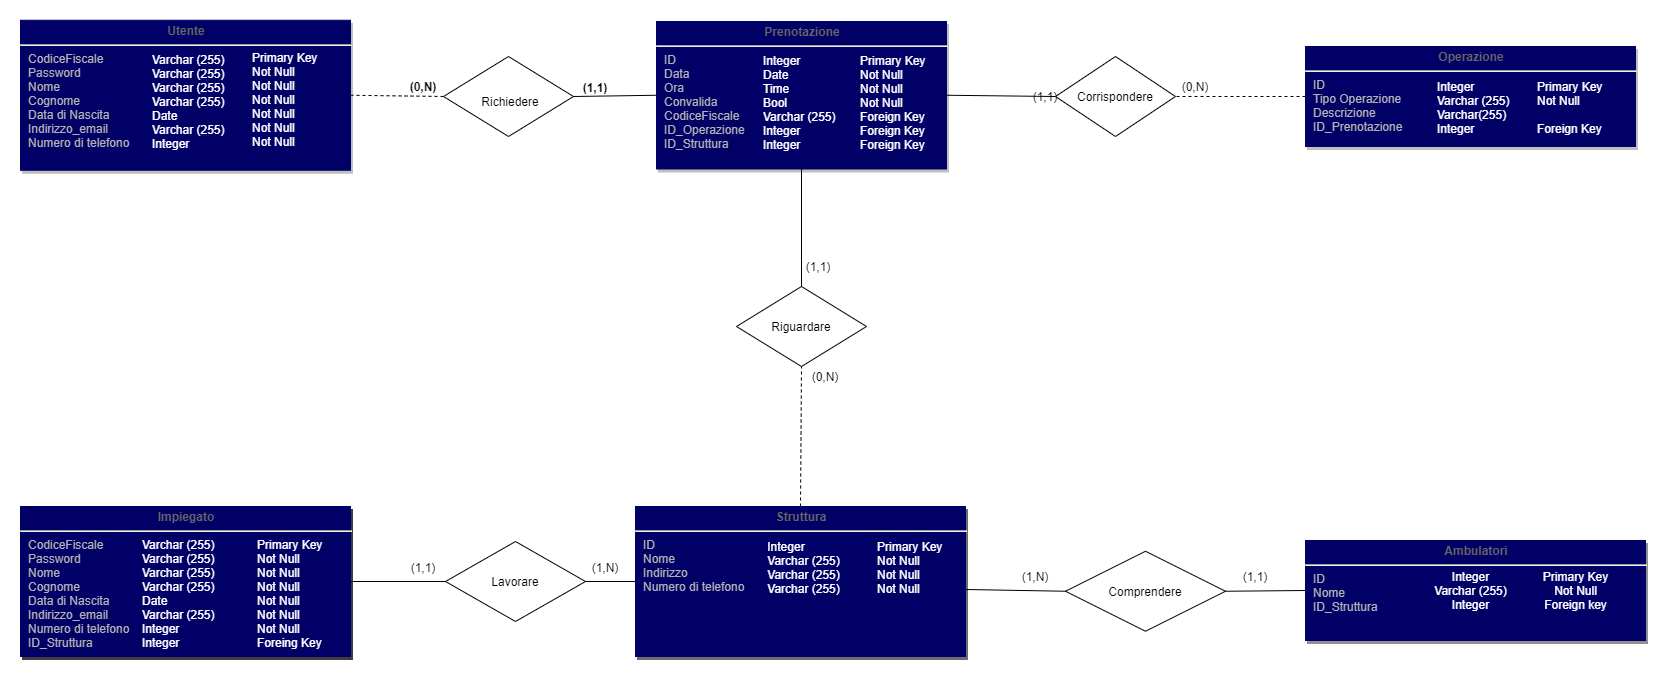 Utente
CodiceFiscale Varchar (255) Primary Key
Password Varchar (255) Not Null
Nome Varchar (255) Not Null
Cognome Varchar (255) Not Null
Data di Nascita Date Not Null
Indirizzo_email Varchar (255) Not Null
Numero di telefono Integer Not Null
(0,N)
Richiedere
(1,1)
Prenotazione
ID Integer Primary Key
Data Date Not Null
Ora Time Not Null
Convalida Bool Not Null
CodiceFiscale Varchar (255) Foreign Key
ID_Operazione Integer Foreign Key
ID_Struttura Integer Foreign Key
(1,1)
Corrispondere
(0,N)
Operazione
ID Integer Primary Key
Tipo Operazione Varchar (255) Not Null
Descrizione Varchar(255)
ID_Prenotazione Integer Foreign Key
(1,1)
Riguardare
(0,N)
Impiegato
CodiceFiscale Varchar (255) Primary Key
Password Varchar (255) Not Null
Nome Varchar (255) Not Null
Cognome Varchar (255) Not Null
Data di Nascita Date Not Null
Indirizzo_email Varchar (255) Not Null
Numero di telefono Integer Not Null
ID_Struttura Integer Foreing Key
(1,1)
Lavorare
(1,N)
Struttura
ID Integer Primary Key
Nome Varchar (255) Not Null
Indirizzo Varchar (255) Not Null
Numero di telefono Varchar (255) Not Null
(1,N)
Comprendere
(1,1)
Ambulatori
ID Integer Primary Key
Nome Varchar (255) Not Null
ID_Struttura Integer Foreign key